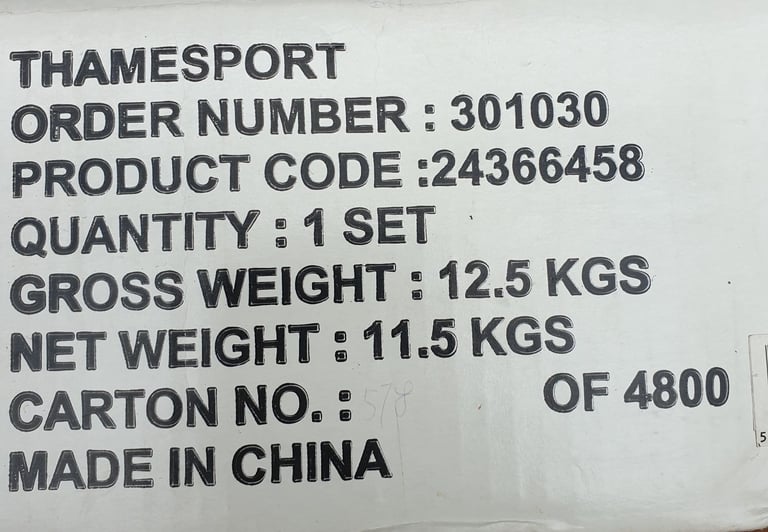 THAMESPORT
ORDER NUMBER : 301030
PRODUCT CODE :24366458
QUANTITY : 1 SET
GROSS WEIGHT : 12.5 KGS
NET WEIGHT : 11.5 KGS
CARTON NO. : 578 OF 4800
MADE IN CHINA
5